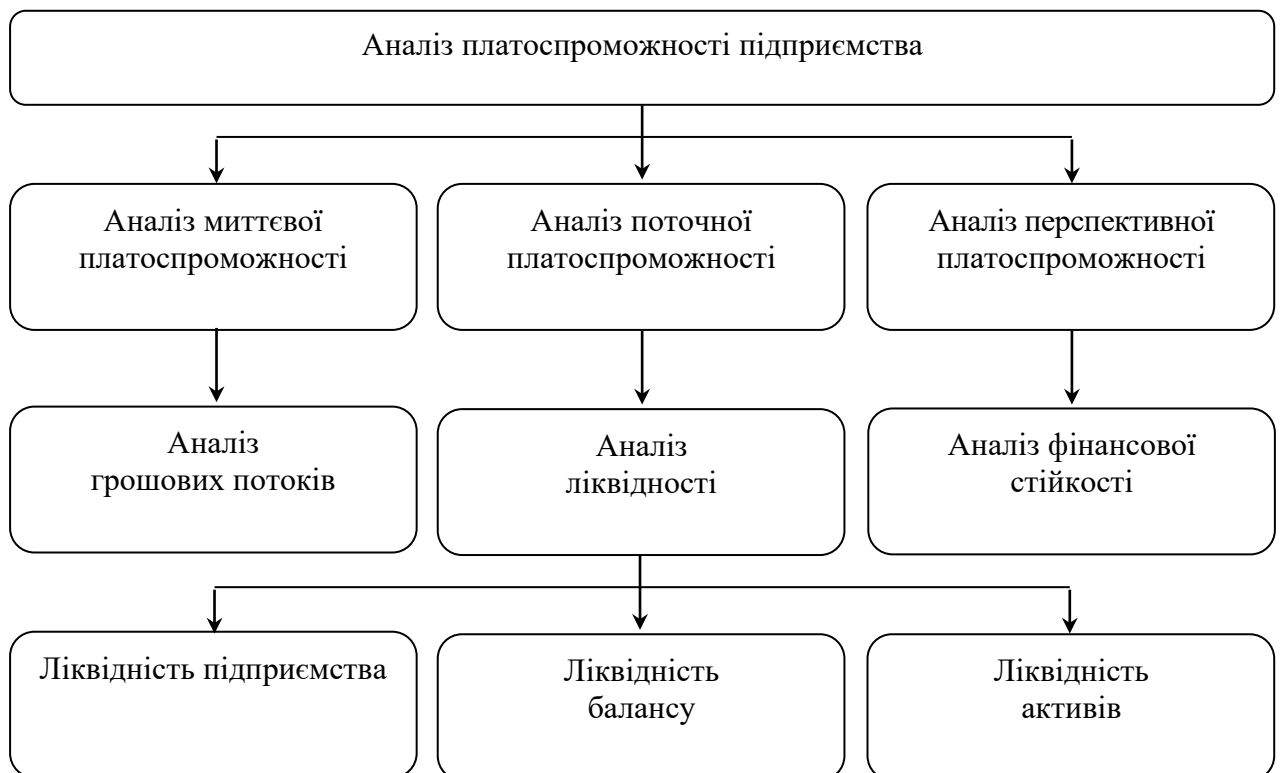 Аналіз платоспроможності підприємства
Аналіз миттєвої
платоспроможності
Аналіз поточної
платоспроможності
Аналіз перспективної
платоспроможності
Аналіз
грошових потоків
Аналіз
ліквідності
Аналіз фінансової
стійкості
Ліквідність підприємства
Ліквідність
балансу
Ліквідність
активів